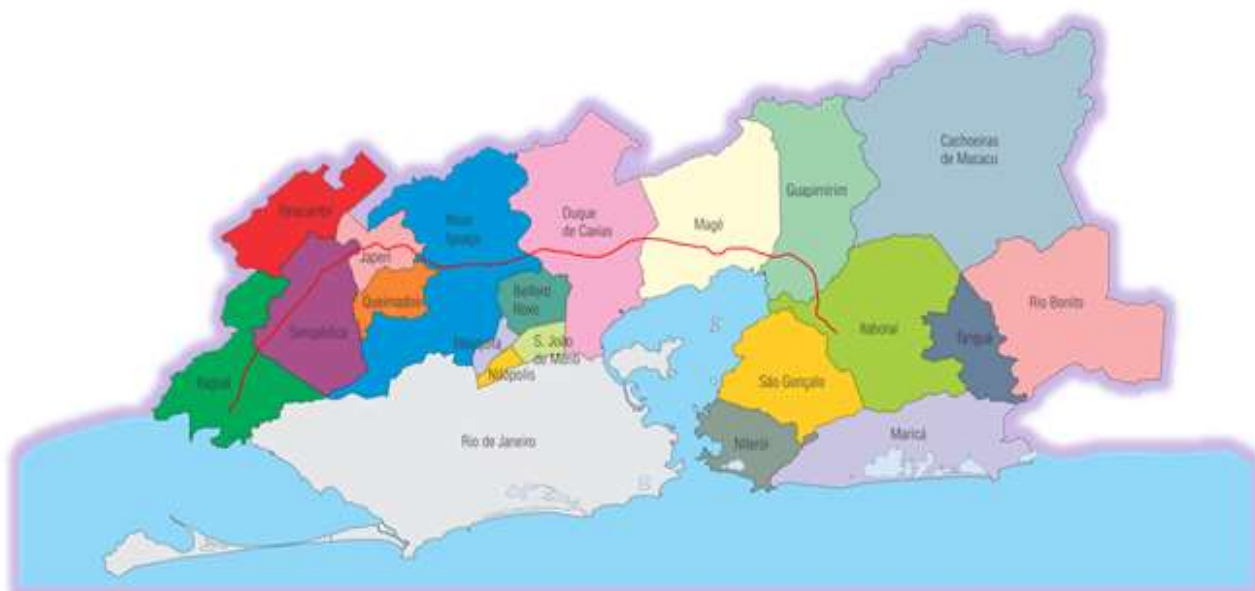 Cachoeiras
de Macacu
Guapimirim
Paracambi
Duque
de Caxias
Magé
Nova
Iguaçu
Japeri
Queimados
Belford
Roxo
Rio Bonito
Itaboraí
Tanguá
Seropédica
Mesquita
S. João
de Meriti
Nilópolis
Itaguaí
São Gonçalo
Rio de Janeiro
Niterói
Maricá